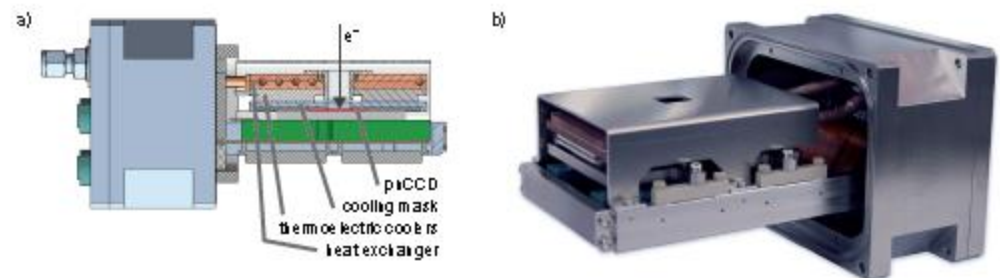 a)
b)
e⁻
pnCCD
cooling mask
thermoelectric coolers
heat exchanger